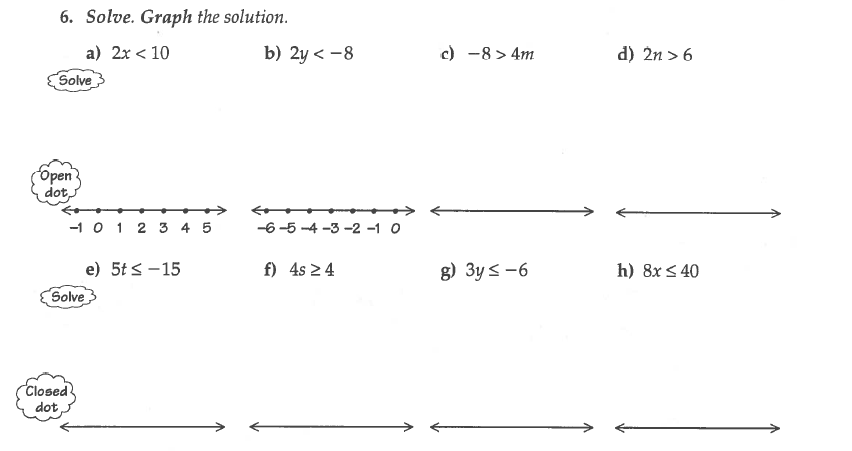 6. Solve. Graph the solution.
a) 2x < 10 b) 2y < −8 c) −8 > 4m d) 2n > 6
Solve
Open
dot
−1 0 1 2 3 4 5 −6 −5 −4 −3 −2 −1 0
e) 5t ≤ −15 f) 4s ≥ 4 g) 3y ≤ −6 h) 8x ≤ 40
Solve
Closed
dot